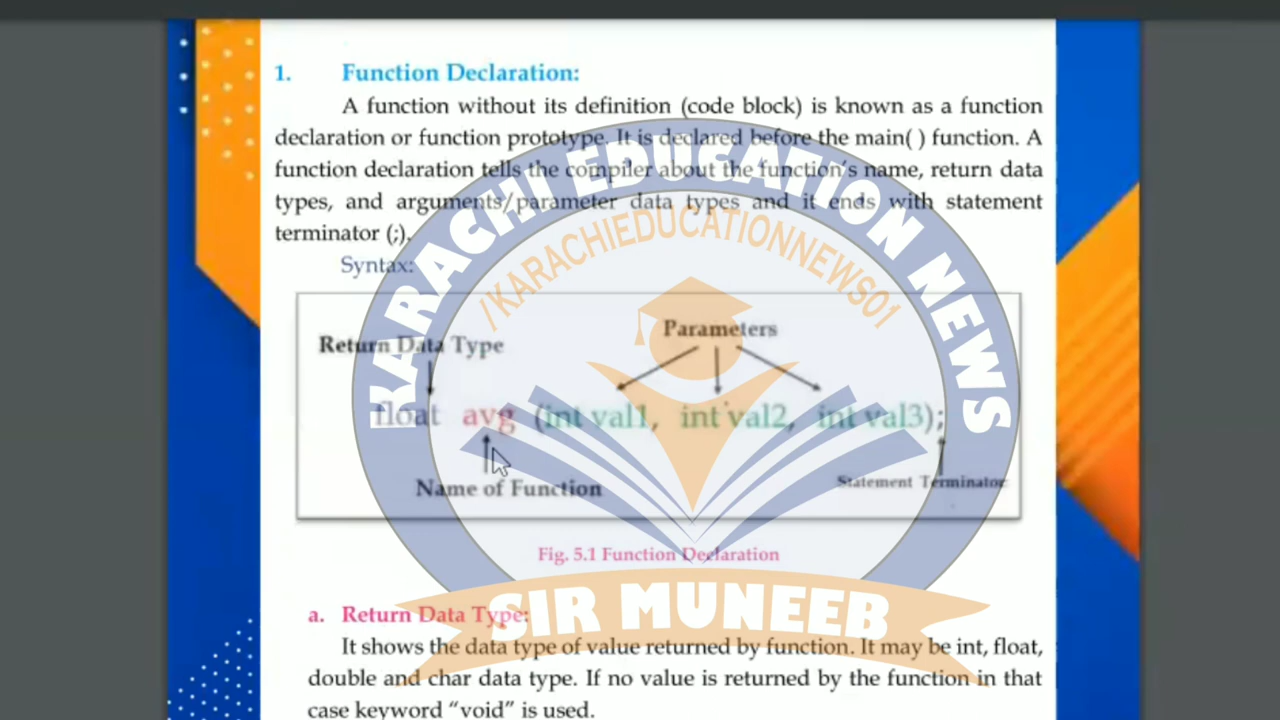 1. Function Declaration:
A function without its definition (code block) is known as a function
declaration or function prototype. It is declared before the main( ) function. A
function declaration tells the compiler about the function's name, return data
types, and arguments/parameter data types and it ends with statement
terminator (;).
Syntax:
Parameters
Return Data Type
float avg (int val1, int val2, int val3);
Name of Function
Statement Terminator
Fig. 5.1 Function Declaration
a. Return Data Type:
It shows the data type of value returned by function. It may be int, float,
double and char data type. If no value is returned by the function in that
case keyword "void" is used.
KARACHI EDUCATION NEWS
/KARACHIEDUCATIONNEWS01
SIR MUNEEB